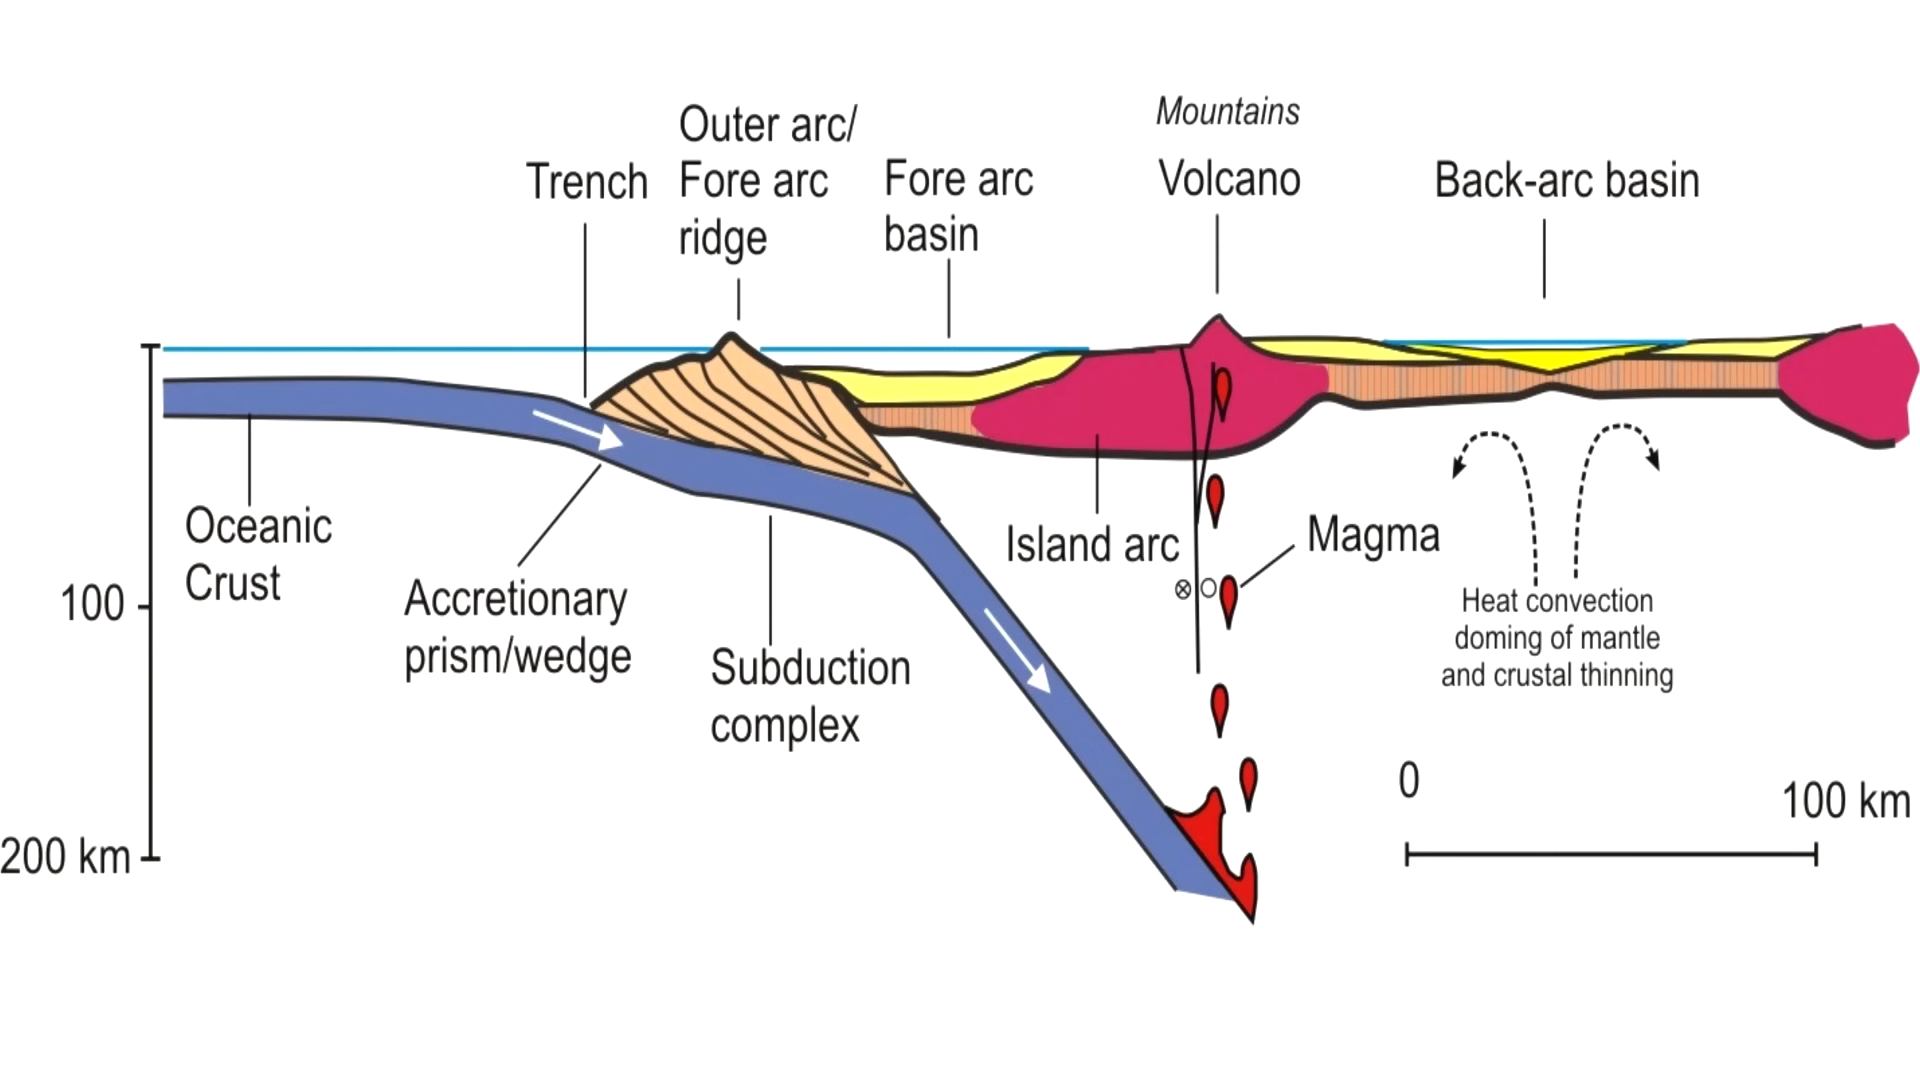 Mountains
Outer arc/
Trench
Fore arc
ridge
Fore arc
basin
Volcano
Back-arc basin
Oceanic
Crust
100
200 km
Accretionary
prism/wedge
Subduction
complex
Island arc
Magma
Heat convection
doming of mantle
and crustal thinning
0
100 km